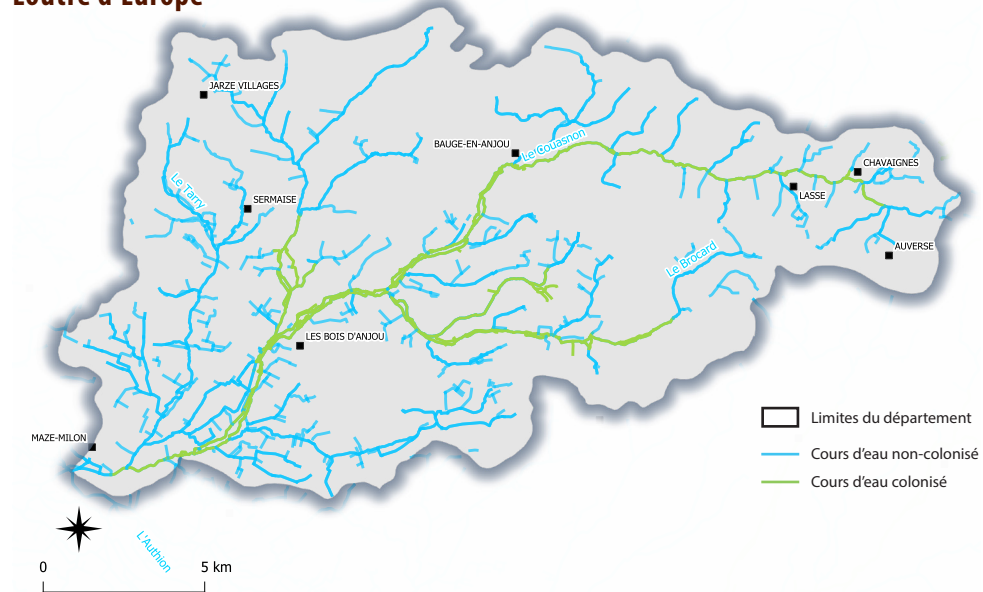 Loutre d'Europe
JARZE VILLAGES
BAUGE-EN-ANJOU
Le Couasnon
CHAVAIGNES
Le Tarry
SERMAISE
LASSE
AUVERSE
Le Brocard
LES BOIS D'ANJOU
MAZE-MILON
Limites du département
Cours d'eau non-colonisé
Cours d'eau colonisé
L'Authion
0 5 km